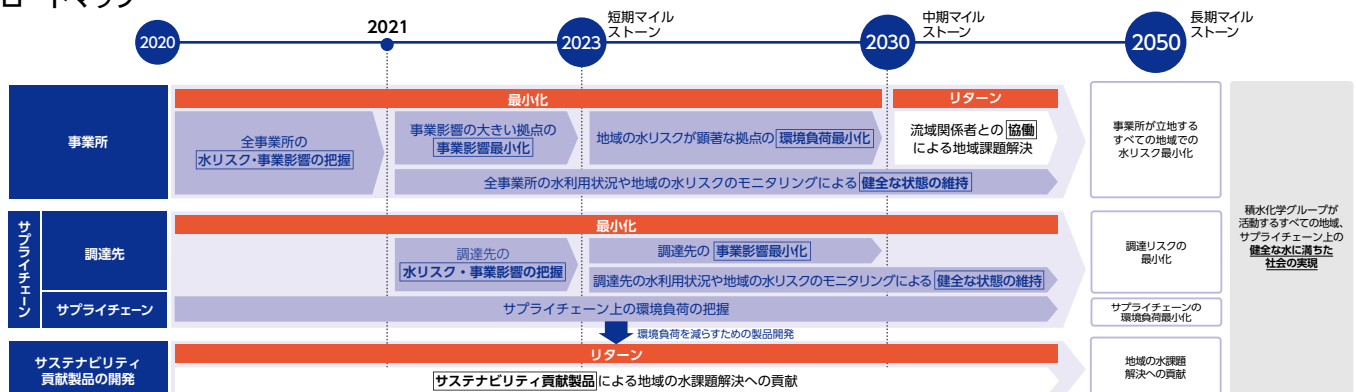 ロードマップ
2020
2021
2023
短期マイル
ストーン
2030
中期マイル
ストーン
2050
長期マイル
ストーン
事業所
最小化
リターン
全事業所の
水リスク・事業影響の把握
事業影響の大きい拠点の
事業影響最小化
地域の水リスクが顕著な拠点の 環境負荷最小化
流域関係者との 協働
による地域課題解決
全事業所の水利用状況や地域の水リスクのモニタリングによる 健全な状態の維持
事業所が立地する
すべての地域での
水リスク最小化
サプライチェーン
調達先
最小化
調達先の
水リスク・事業影響の把握
調達先の 事業影響最小化
調達先の水利用状況や地域の水リスクのモニタリングによる 健全な状態の維持
調達リスクの
最小化
サプライチェーン
サプライチェーン上の環境負荷の把握
サプライチェーンの
環境負荷最小化
環境負荷を減らすための製品開発
サステナビリティ
貢献製品の開発
リターン
サステナビリティ貢献製品による地域の水課題解決への貢献
地域の水課題
解決への貢献
積水化学グループが
活動するすべての地域、
サプライチェーン上の
健全な水に満ちた
社会の実現